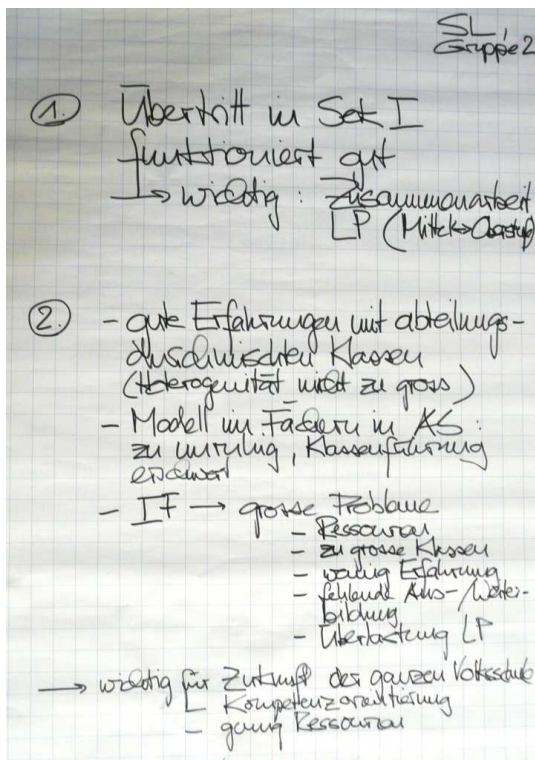 SL,
Gruppe 2
1. Übertritt in Sek I
funktioniert gut
→ wichtig: Zusammenarbeit
LP (Mittel↔Oberstufe)
2. - gute Erfahrungen mit abteilungs-
durchmischten Klassen
(Heterogenität nicht zu gross)
- Modell im Fächern in AS:
zu unruhig, Klassenführung
erschwert
- IF → grosse Probleme
- Ressourcen
- zu grosse Klassen
- wenig Erfahrung
- fehlende Aus-/Weiter-
bildung
- Überlastung LP
→ wichtig für Zukunft der ganzen Volksschule
- Kompetenzorientierung
- genug Ressourcen